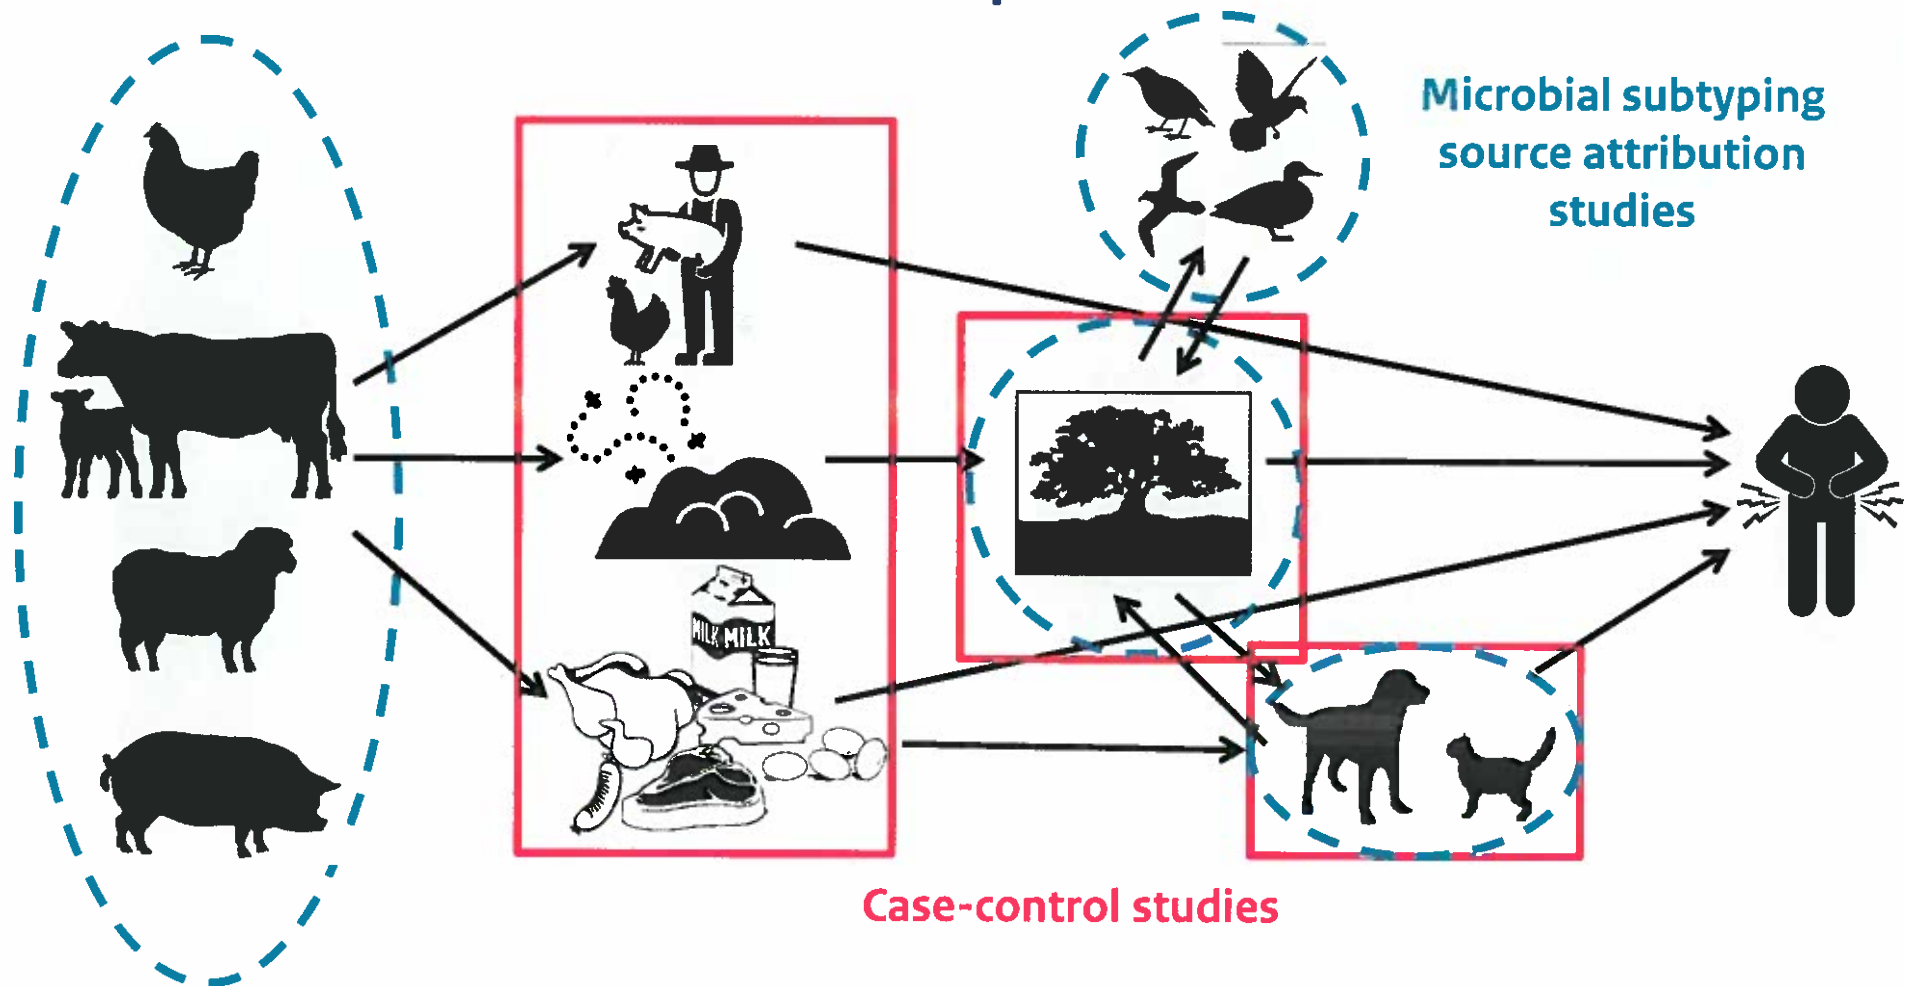 Microbial subtyping
source attribution
studies
MILK MILK
Case-control studies